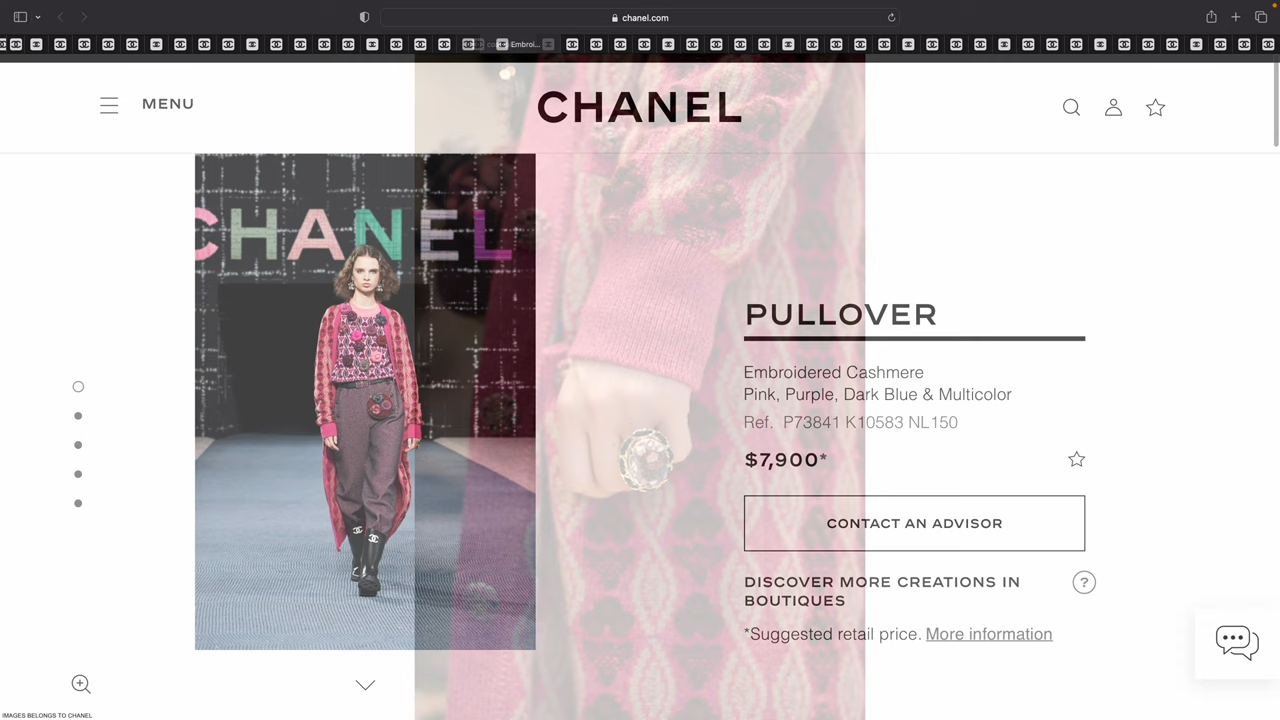 chanel.com
Embroi...
MENU
CHANEL
CHANEL
PULLOVER
Embroidered Cashmere
Pink, Purple, Dark Blue & Multicolor
Ref. P73841 K10583 NL150
$7,900*
CONTACT AN ADVISOR
DISCOVER MORE CREATIONS IN
BOUTIQUES
?
*Suggested retail price. More information
IMAGES BELONGS TO CHANEL